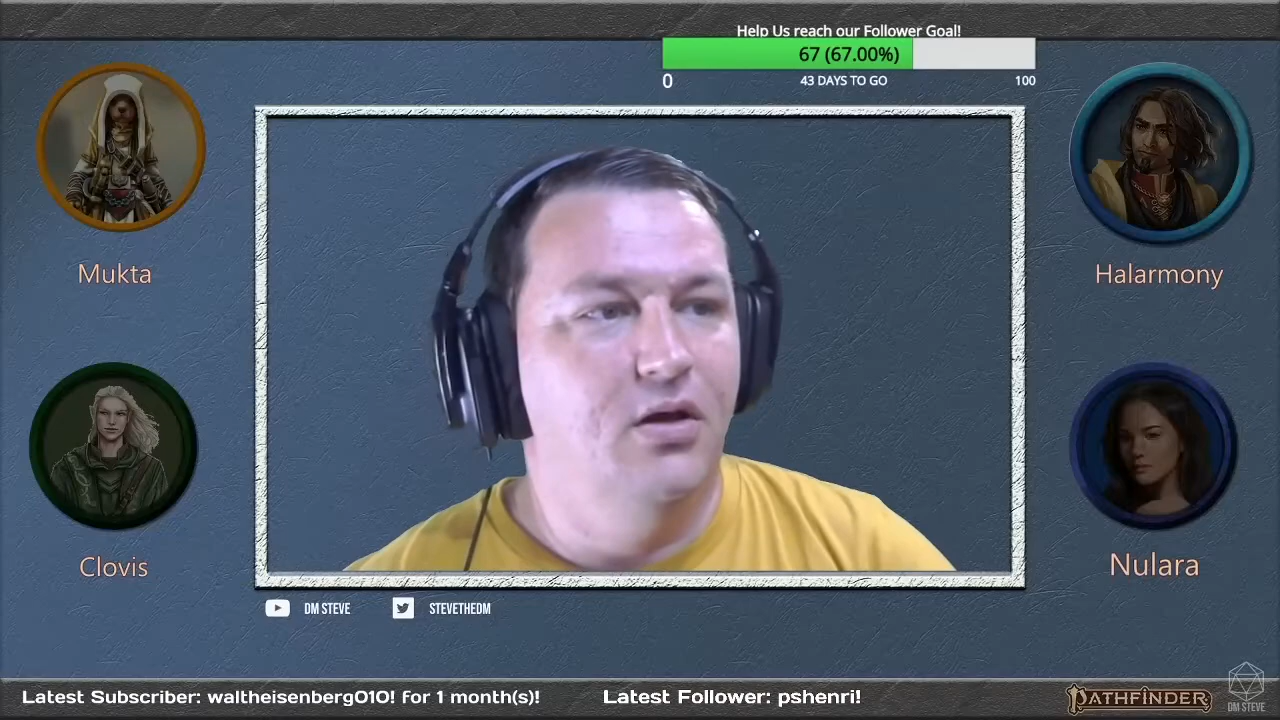 Help Us reach our Follower Goal!
67 (67.00%)
0
43 DAYS TO GO
100
Mukta
Halarmony
Clovis
Nulara
DM STEVE
STEVETHEDM
Latest Subscriber: waltheisenberg010! for 1 month(s)!
Latest Follower: pshenri!
PATHFINDER
DM STEVE